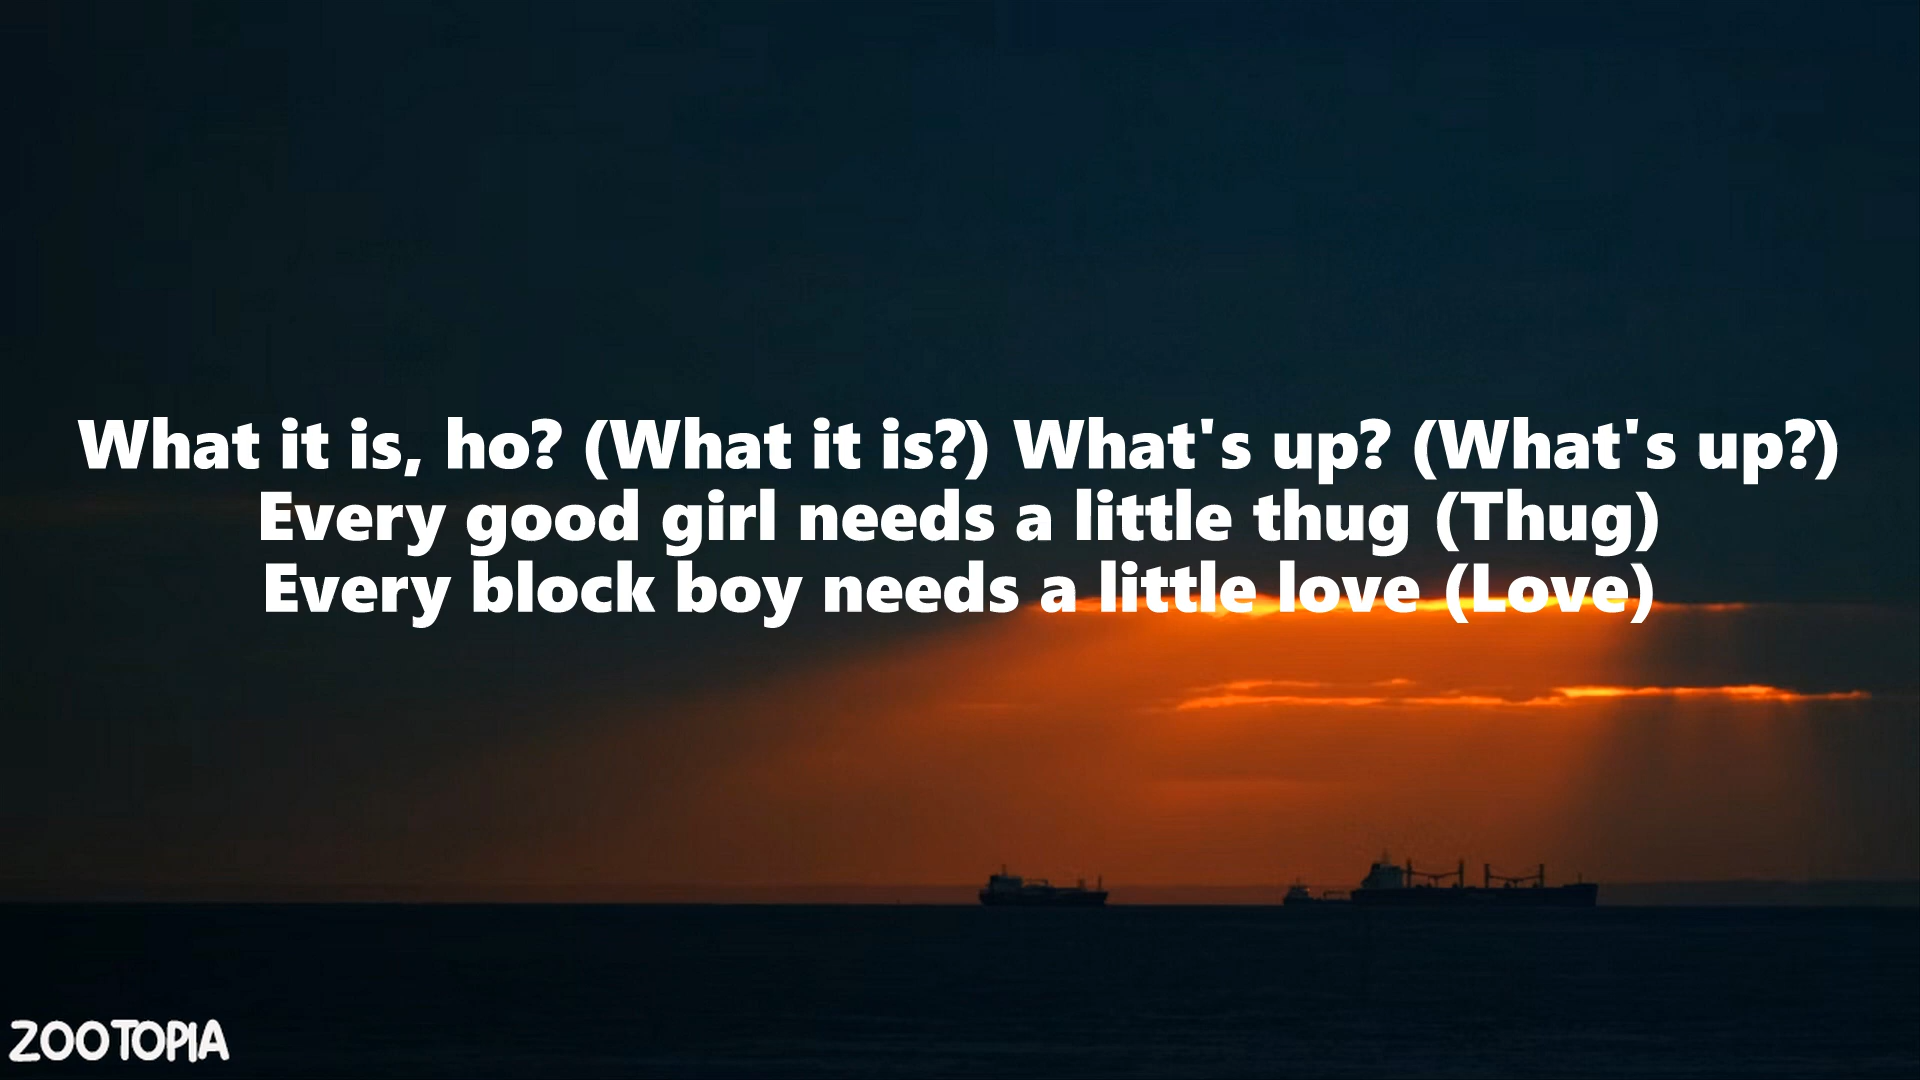 What it is, ho? (What it is?) What's up? (What's up?)
Every good girl needs a little thug (Thug)
Every block boy needs a little love (Love)
ZOOTOPIA